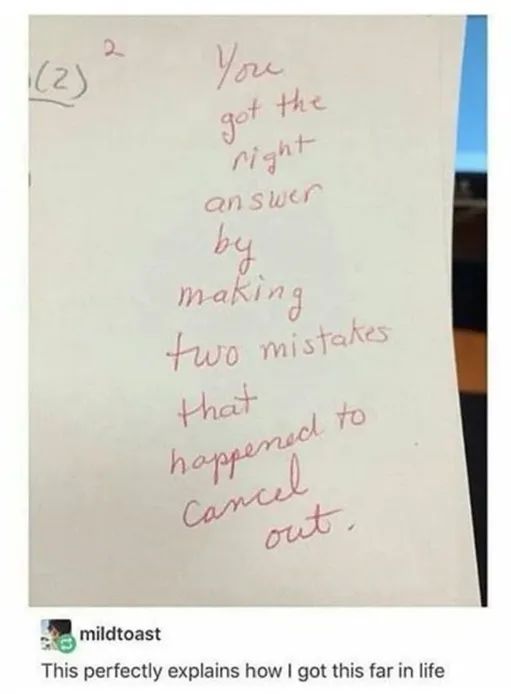 2
(2)
You
got the
right
answer
by
making
two mistakes
that
happened to
cancel
out.
mildtoast
This perfectly explains how I got this far in life